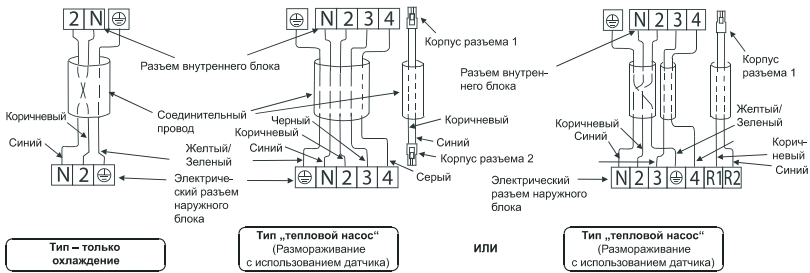 2 N
Разъем внутреннего блока
Соединительный
провод
Коричневый
Синий
Желтый/
Зеленый
N 2
Электриче-
ский разъем
наружного
блока
Тип – только
охлаждение
N 2 3 4
Корпус разъема 1
Черный
Коричневый
Синий
Коричневый
Синий
Корпус разъема 2
Серый
N 2 3 4
Тип „тепловой насос“
(Размораживание
с использованием датчика)
ИЛИ
N 2 3 4
Корпус
разъема 1
Разъем внутрен-
него блока
Желтый/
Зеленый
Коричневый
Синий
Корич-
невый
Синий
Электрический
разъем наружного
блока
N 2 3 4 R1 R2
Тип „тепловой насос“
(Размораживание
с использованием датчика)